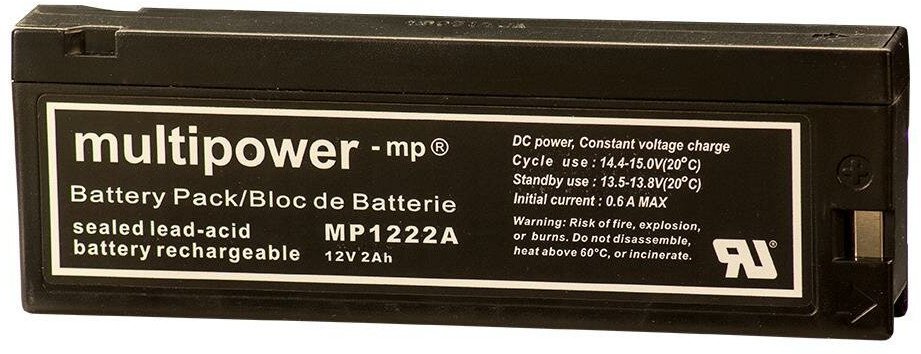 multipower -mp®
Battery Pack/Bloc de Batterie
sealed lead-acid
battery rechargeable
MP1222A
12V 2Ah
DC power, Constant voltage charge
Cycle use : 14.4-15.0V(20°C)
Standby use : 13.5-13.8V(20°C)
Initial current : 0.6 A MAX
Warning: Risk of fire, explosion,
or burns. Do not disassemble,
heat above 60°C, or incinerate.
RU
+